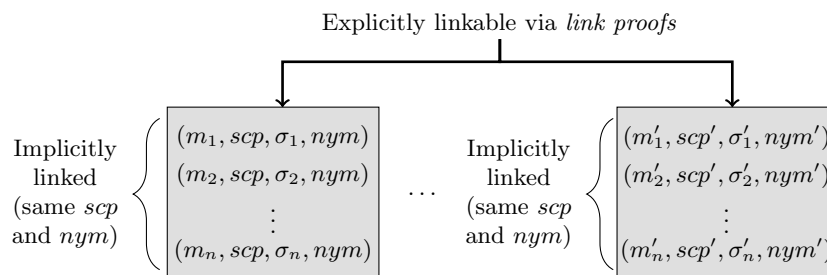 Explicitly linkable via link proofs
Implicitly
linked
(same scp
and nym)
(m₁, scp, σ₁, nym)
(m₂, scp, σ₂, nym)
⋮
(mₙ, scp, σₙ, nym)
...
Implicitly
linked
(same scp
and nym)
(m′₁, scp′, σ′₁, nym′)
(m′₂, scp′, σ′₂, nym′)
⋮
(m′ₙ, scp′, σ′ₙ, nym′)